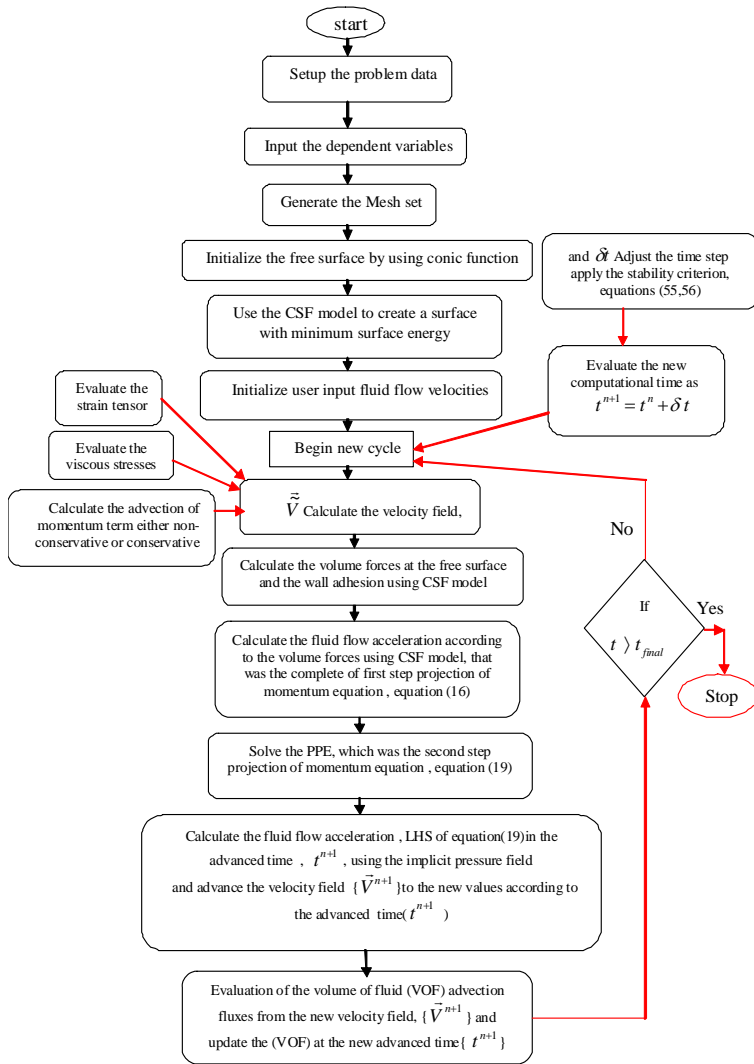 start
Setup the problem data
Input the dependent variables
Generate the Mesh set
Initialize the free surface by using conic function
and δt Adjust the time step
apply the stability criterion,
equations (55,56)
Use the CSF model to create a surface
with minimum surface energy
Evaluate the new
computational time as
t^{n+1} = t^n + δ t
Evaluate the
strain tensor
Initialize user input fluid flow velocities
Evaluate the
viscous stresses
Begin new cycle
Calculate the advection of
momentum term either non-
conservative or conservative
\tilde{\vec{V}} Calculate the velocity field,
No
Calculate the volume forces at the free surface
and the wall adhesion using CSF model
If
t 〉 t_{final}
Yes
Stop
Calculate the fluid flow acceleration according
to the volume forces using CSF model, that
was the complete of first step projection of
momentum equation , equation (16)
Solve the PPE, which was the second step
projection of momentum equation , equation (19)
Calculate the fluid flow acceleration , LHS of equation(19)in the
advanced time , t^{n+1} , using the implicit pressure field
and advance the velocity field {\vec{V}^{n+1} }to the new values according to
the advanced time(t^{n+1} )
Evaluation of the volume of fluid (VOF) advection
fluxes from the new velocity field, {\vec{V}^{n+1} } and
update the (VOF) at the new advanced time{ t^{n+1} }